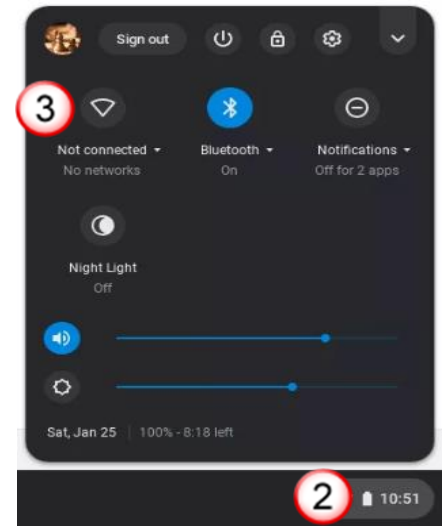 Sign out
3
Not connected Bluetooth Notifications
No networks On Off for 2 apps
Night Light
Off
Sat, Jan 25 100% - 8:18 left
2 10:51